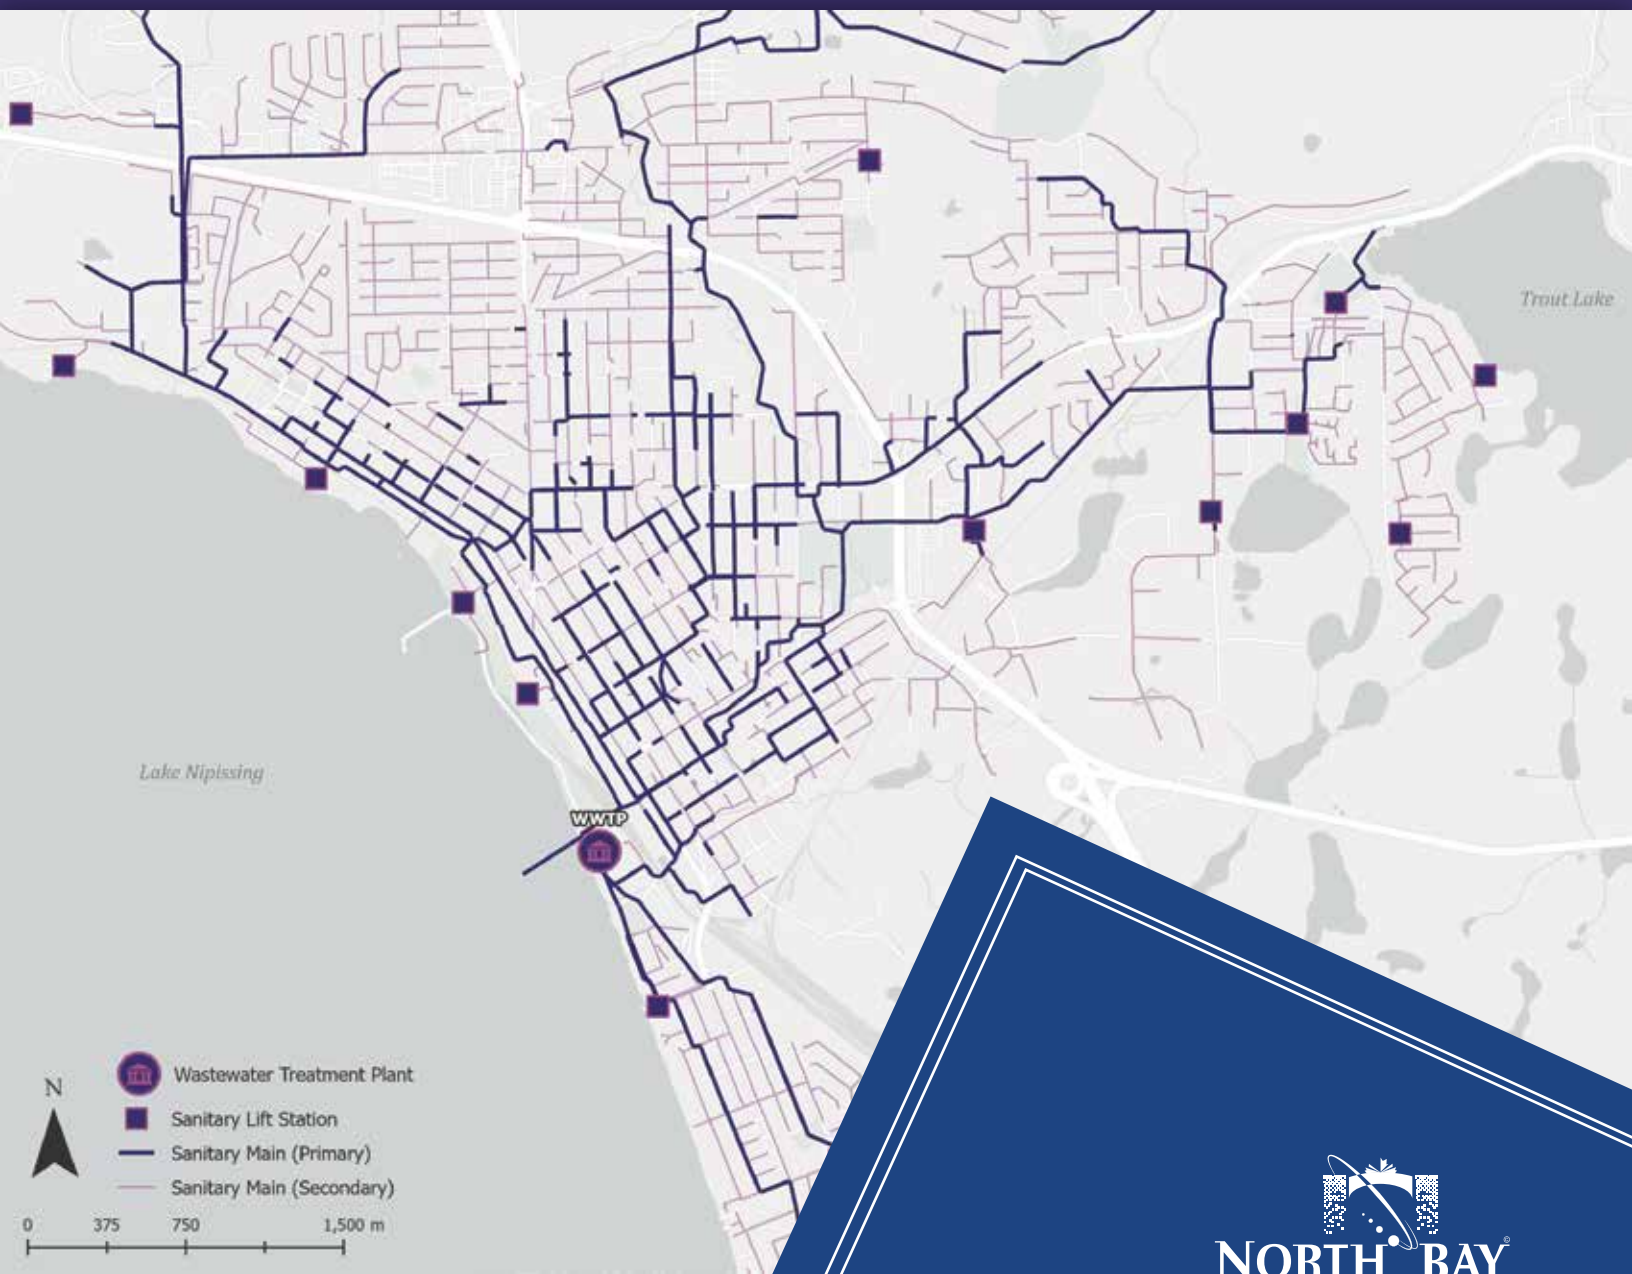 Trout Lake
Lake Nipissing
WWTP
N
Wastewater Treatment Plant
Sanitary Lift Station
Sanitary Main (Primary)
Sanitary Main (Secondary)
0 375 750 1,500 m
NORTH BAY©